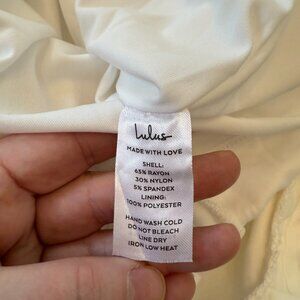 Lulus
MADE WITH LOVE
SHELL:
65% RAYON
30% NYLON
5% SPANDEX
LINING:
100% POLYESTER
HAND WASH COLD
DO NOT BLEACH
LINE DRY
IRON LOW HEAT